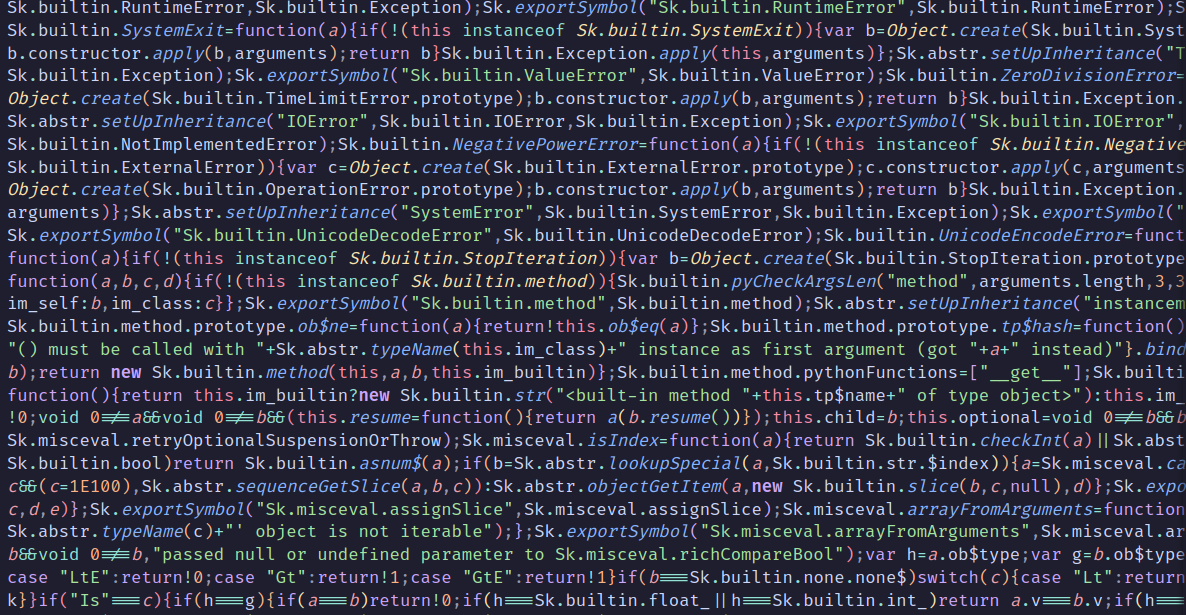 Sk.builtin.RuntimeError,Sk.builtin.Exception);Sk.exportSymbol("Sk.builtin.RuntimeError",Sk.builtin.RuntimeError);S
Sk.builtin.SystemExit=function(a){if(!(this instanceof Sk.builtin.SystemExit)){var b=Object.create(Sk.builtin.Syst
b.constructor.apply(b,arguments);return b}Sk.builtin.Exception.apply(this,arguments)};Sk.abstr.setUpInheritance("T
Sk.builtin.Exception);Sk.exportSymbol("Sk.builtin.ValueError",Sk.builtin.ValueError);Sk.builtin.ZeroDivisionError=
Object.create(Sk.builtin.TimeLimitError.prototype);b.constructor.apply(b,arguments);return b}Sk.builtin.Exception.
Sk.abstr.setUpInheritance("IOError",Sk.builtin.IOError,Sk.builtin.Exception);Sk.exportSymbol("Sk.builtin.IOError",
Sk.builtin.NotImplementedError);Sk.builtin.NegativePowerError=function(a){if(!(this instanceof Sk.builtin.Negative
Sk.builtin.ExternalError)){var c=Object.create(Sk.builtin.ExternalError.prototype);c.constructor.apply(c,arguments
Object.create(Sk.builtin.OperationError.prototype);b.constructor.apply(b,arguments);return b}Sk.builtin.Exception.
arguments)};Sk.abstr.setUpInheritance("SystemError",Sk.builtin.SystemError,Sk.builtin.Exception);Sk.exportSymbol("
Sk.exportSymbol("Sk.builtin.UnicodeDecodeError",Sk.builtin.UnicodeDecodeError);Sk.builtin.UnicodeEncodeError=funct
function(a){if(!(this instanceof Sk.builtin.StopIteration)){var b=Object.create(Sk.builtin.StopIteration.prototype
function(a,b,c,d){if(!(this instanceof Sk.builtin.method)){Sk.builtin.pyCheckArgsLen("method",arguments.length,3,3
im_self:b,im_class:c}};Sk.exportSymbol("Sk.builtin.method",Sk.builtin.method);Sk.abstr.setUpInheritance("instancem
Sk.builtin.method.prototype.ob$ne=function(a){return!this.ob$eq(a)};Sk.builtin.method.prototype.tp$hash=function()
"() must be called with "+Sk.abstr.typeName(this.im_class)+" instance as first argument (got "+a+" instead)"}.bind
b);return new Sk.builtin.method(this,a,b,this.im_builtin)};Sk.builtin.method.pythonFunctions=["__get__"];Sk.builti
function(){return this.im_builtin?new Sk.builtin.str("<built-in method "+this.tp$name+" of type object>"):this.im_
!0;void 0!==a&&void 0!==b&&(this.resume=function(){return a(b.resume())});this.child=b;this.optional=void 0!==b&&b
Sk.misceval.retryOptionalSuspensionOrThrow);Sk.misceval.isIndex=function(a){return Sk.builtin.checkInt(a)||Sk.abst
Sk.builtin.bool)return Sk.builtin.asnum$(a);if(b=Sk.abstr.lookupSpecial(a,Sk.builtin.str.$index)){a=Sk.misceval.ca
c&&(c=1E100),Sk.abstr.sequenceGetSlice(a,b,c)):Sk.abstr.objectGetItem(a,new Sk.builtin.slice(b,c,null),d)};Sk.expo
c,d,e)};Sk.exportSymbol("Sk.misceval.assignSlice",Sk.misceval.assignSlice);Sk.misceval.arrayFromArguments=function
Sk.abstr.typeName(c)+"' object is not iterable");};Sk.exportSymbol("Sk.misceval.arrayFromArguments",Sk.misceval.ar
b&&void 0!==b,"passed null or undefined parameter to Sk.misceval.richCompareBool");var h=a.ob$type;var g=b.ob$type
case "LtE":return!0;case "Gt":return!1;case "GtE":return!1}if(b===Sk.builtin.none.none$)switch(c){case "Lt":return
k}}if("Is"===c){if(h===g){if(a===b)return!0;if(h===Sk.builtin.float_||h===Sk.builtin.int_)return a.v===b.v;if(h===